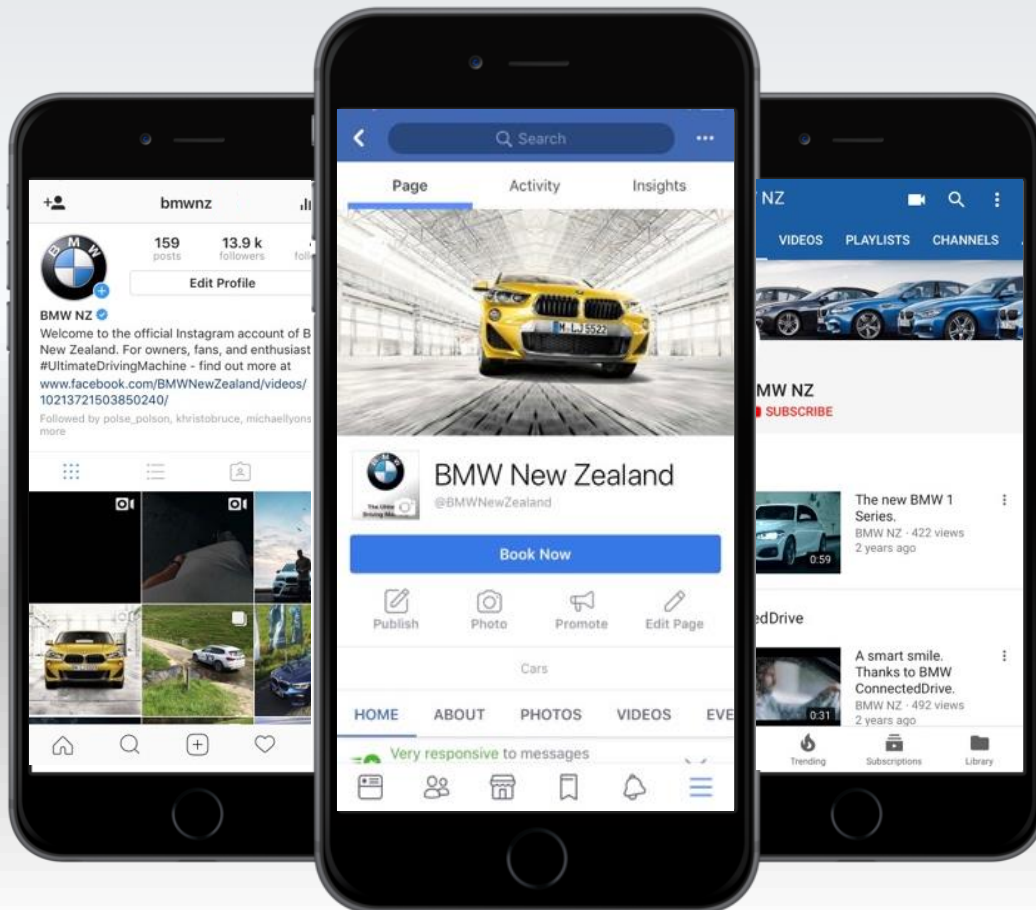 bmwnz
159
13.9 k
posts
followers
Edit Profile
BMW NZ
Welcome to the official Instagram account of B
New Zealand. For owners, fans, and enthusiast
#UltimateDrivingMachine - find out more at
www.facebook.com/BMWNewZealand/videos/
10213721503850240/
Followed by polse_polson, khristobruce, michaellyons
more
Search
Page
Activity
Insights
M·LJ 5522
BMW
BMW New Zealand
@BMWNewZealand
Book Now
Publish
Photo
Promote
Edit Page
Cars
HOME
ABOUT
PHOTOS
VIDEOS
EVE
Very responsive to messages
NZ
VIDEOS
PLAYLISTS
CHANNELS
MW NZ
SUBSCRIBE
The new BMW 1
Series.
BMW NZ · 422 views
2 years ago
0:59
edDrive
A smart smile.
Thanks to BMW
ConnectedDrive.
BMW NZ · 492 views
2 years ago
0:31
Trending
Subscriptions
Library